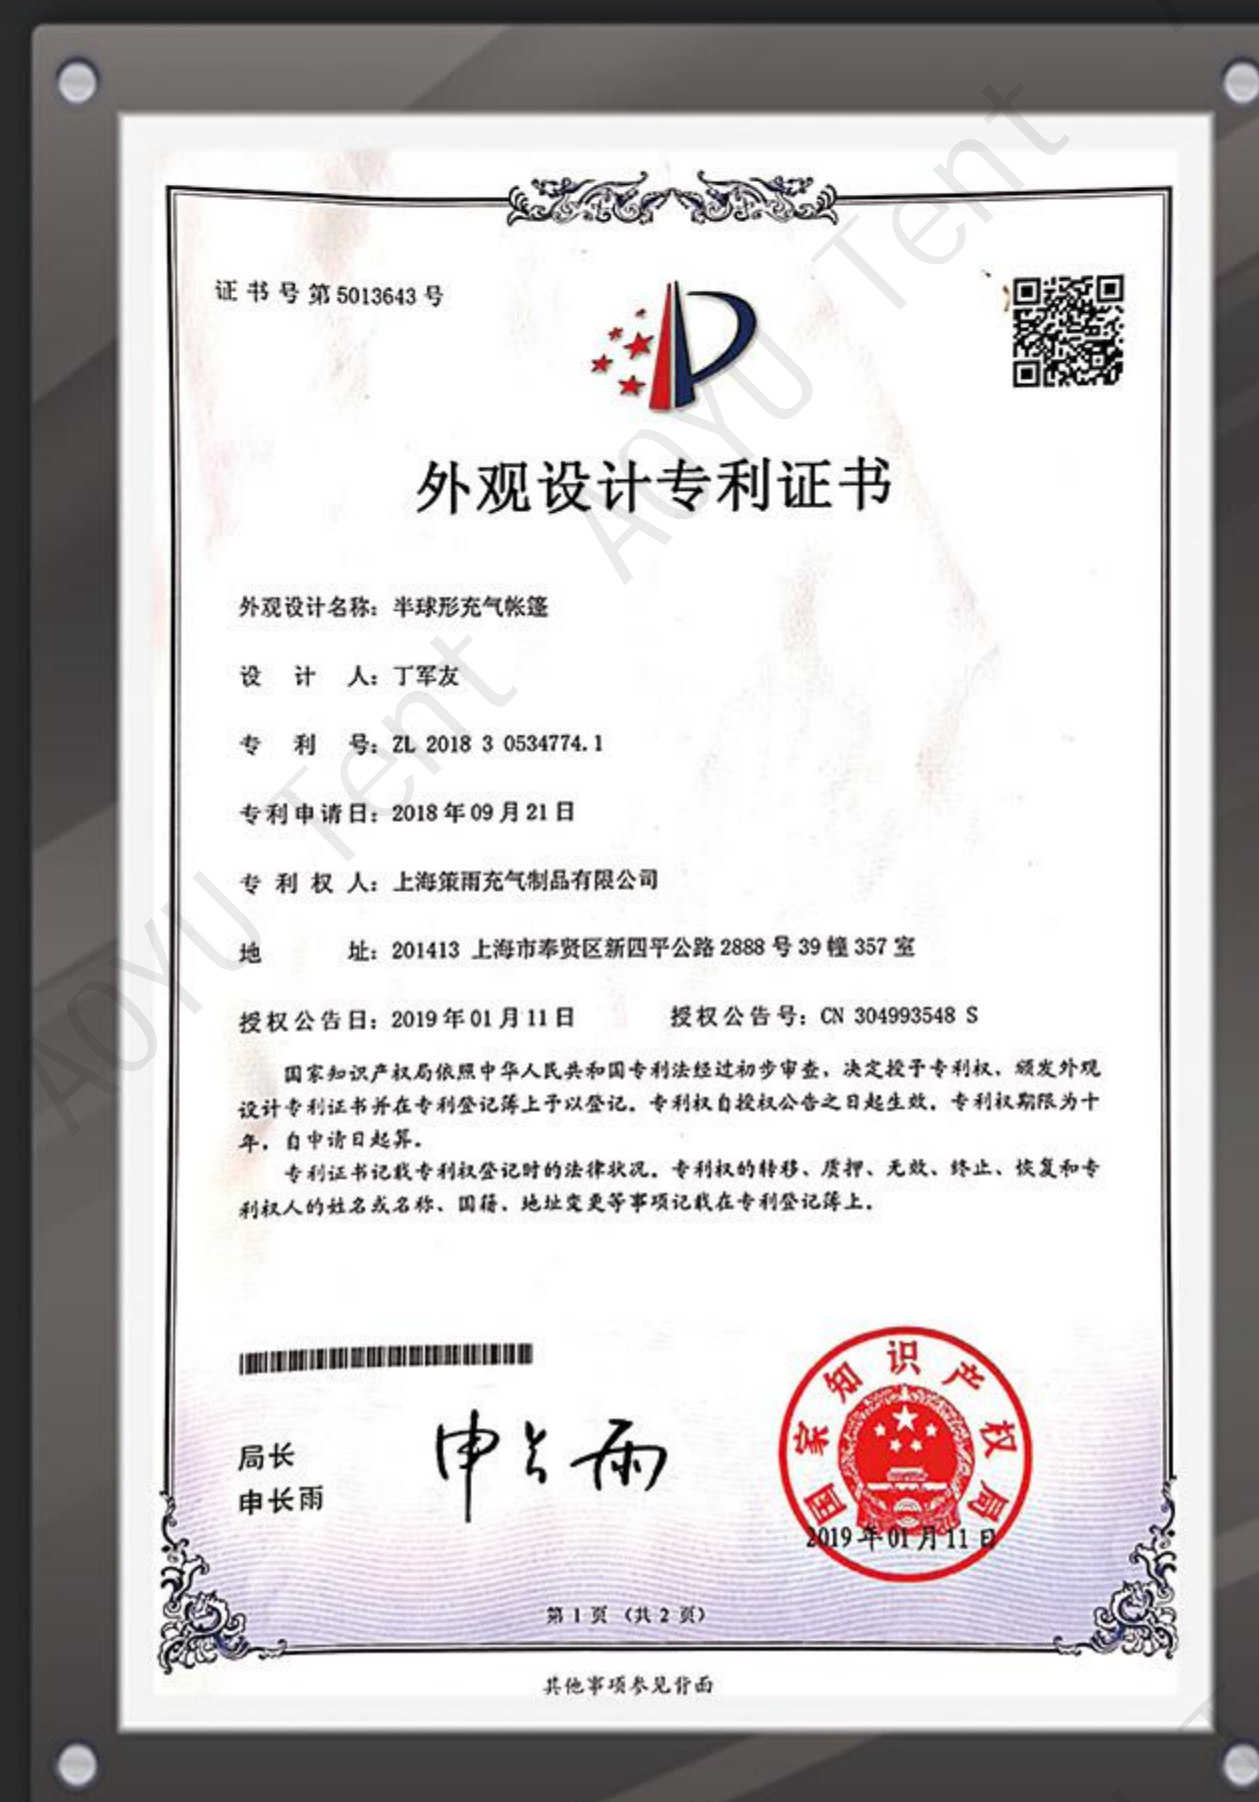 证书号第5013643号
外观设计专利证书
外观设计名称：半球形充气帐篷
设 计 人：丁军友
专 利 号：ZL 2018 3 0534774.1
专利申请日：2018年09月21日
专 利 权 人：上海策雨充气制品有限公司
地 址：201413 上海市奉贤区新四平公路2888号39幢357室
授权公告日：2019年01月11日 授权公告号：CN 304993548 S
国家知识产权局依照中华人民共和国专利法经过初步审查，决定授予专利权，颁发外观
设计专利证书并在专利登记簿上予以登记。专利权自授权公告之日起生效。专利权期限为十
年，自申请日起算。
专利证书记载专利权登记时的法律状况。专利权的转移、质押、无效、终止、恢复和专
利权人的姓名或名称、国籍、地址变更等事项记载在专利登记簿上。
局长
申长雨
申长雨
国家知识产权局
2019年01月11日
第1页（共2页）
其他事项参见背面
AOYU Tent
AOYU Tent